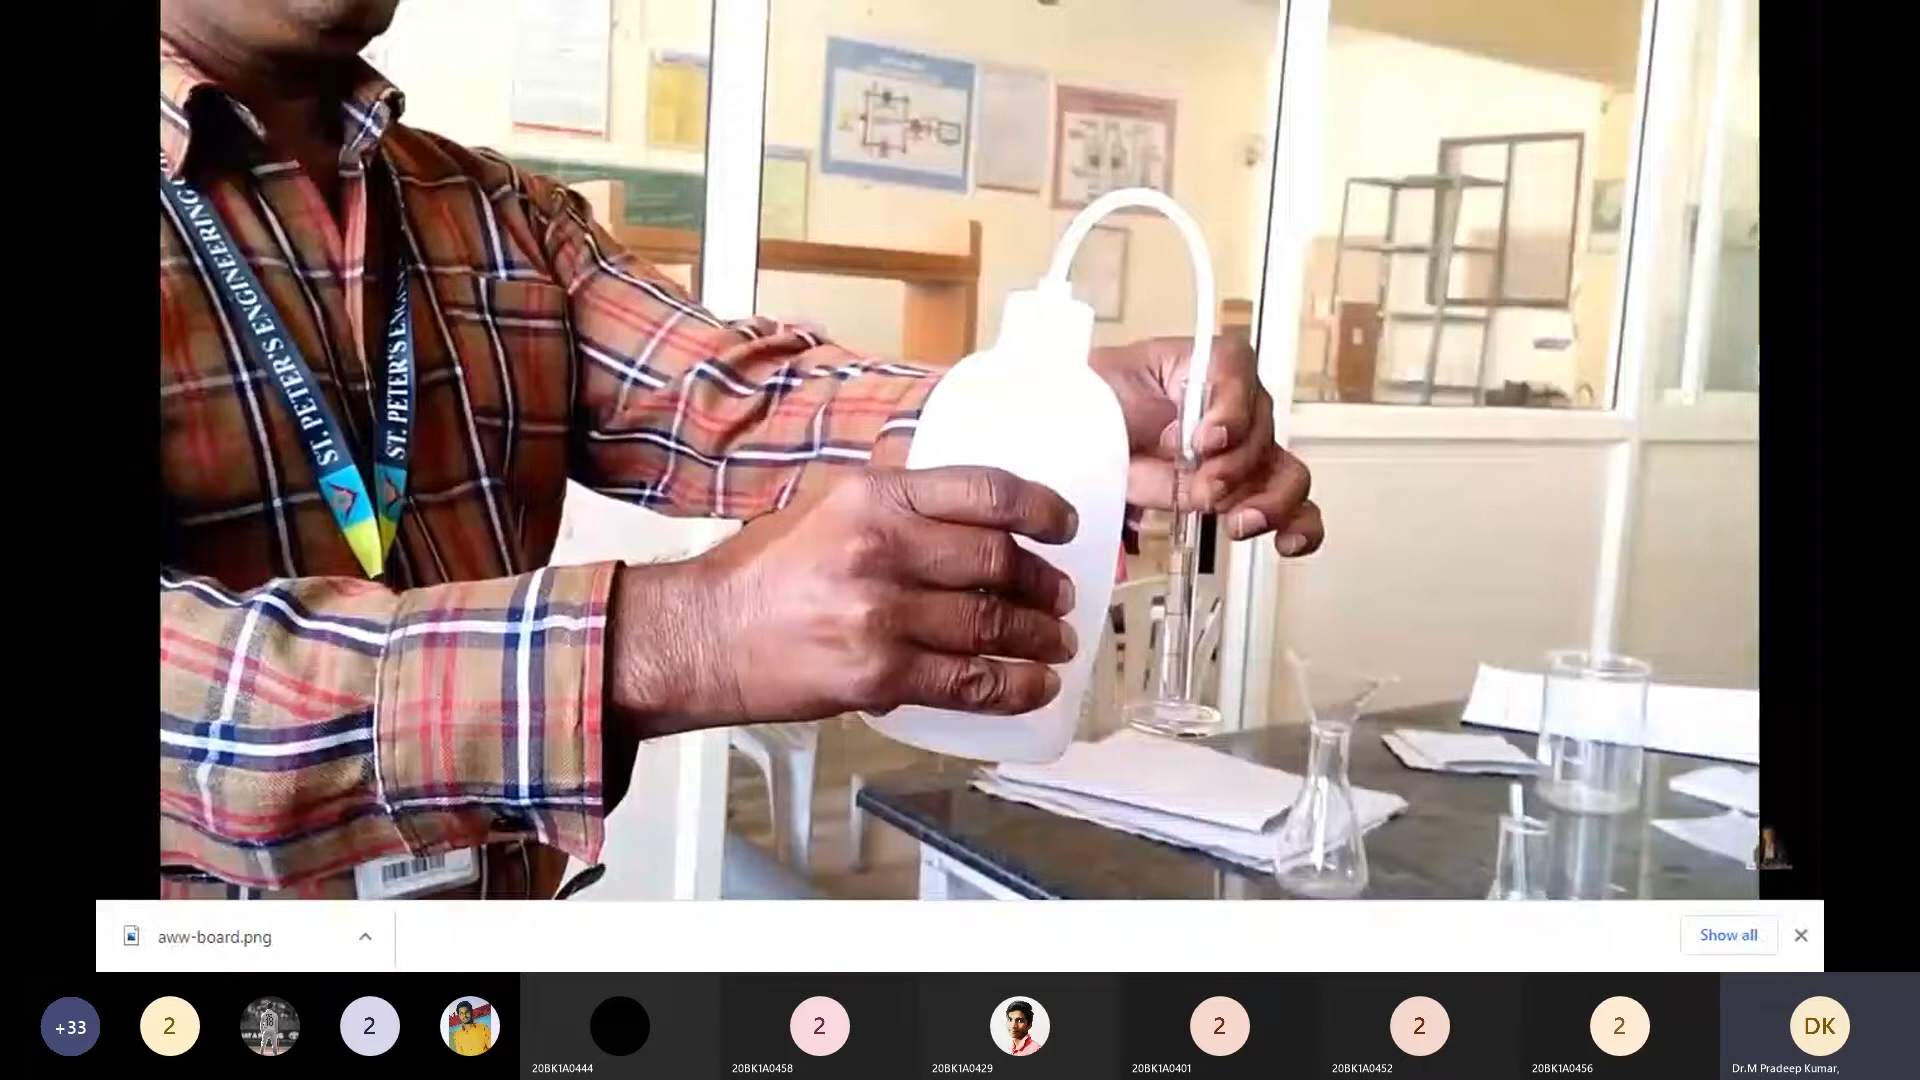 ST. PETER'S ENGINEERING
ST. PETER'S ENG
aww-board.png
Show all
+33
2
18
2
2
2
2
2
DK
20BK1A0444
20BK1A0458
20BK1A0429
20BK1A0401
20BK1A0452
20BK1A0456
Dr.M Pradeep Kumar,